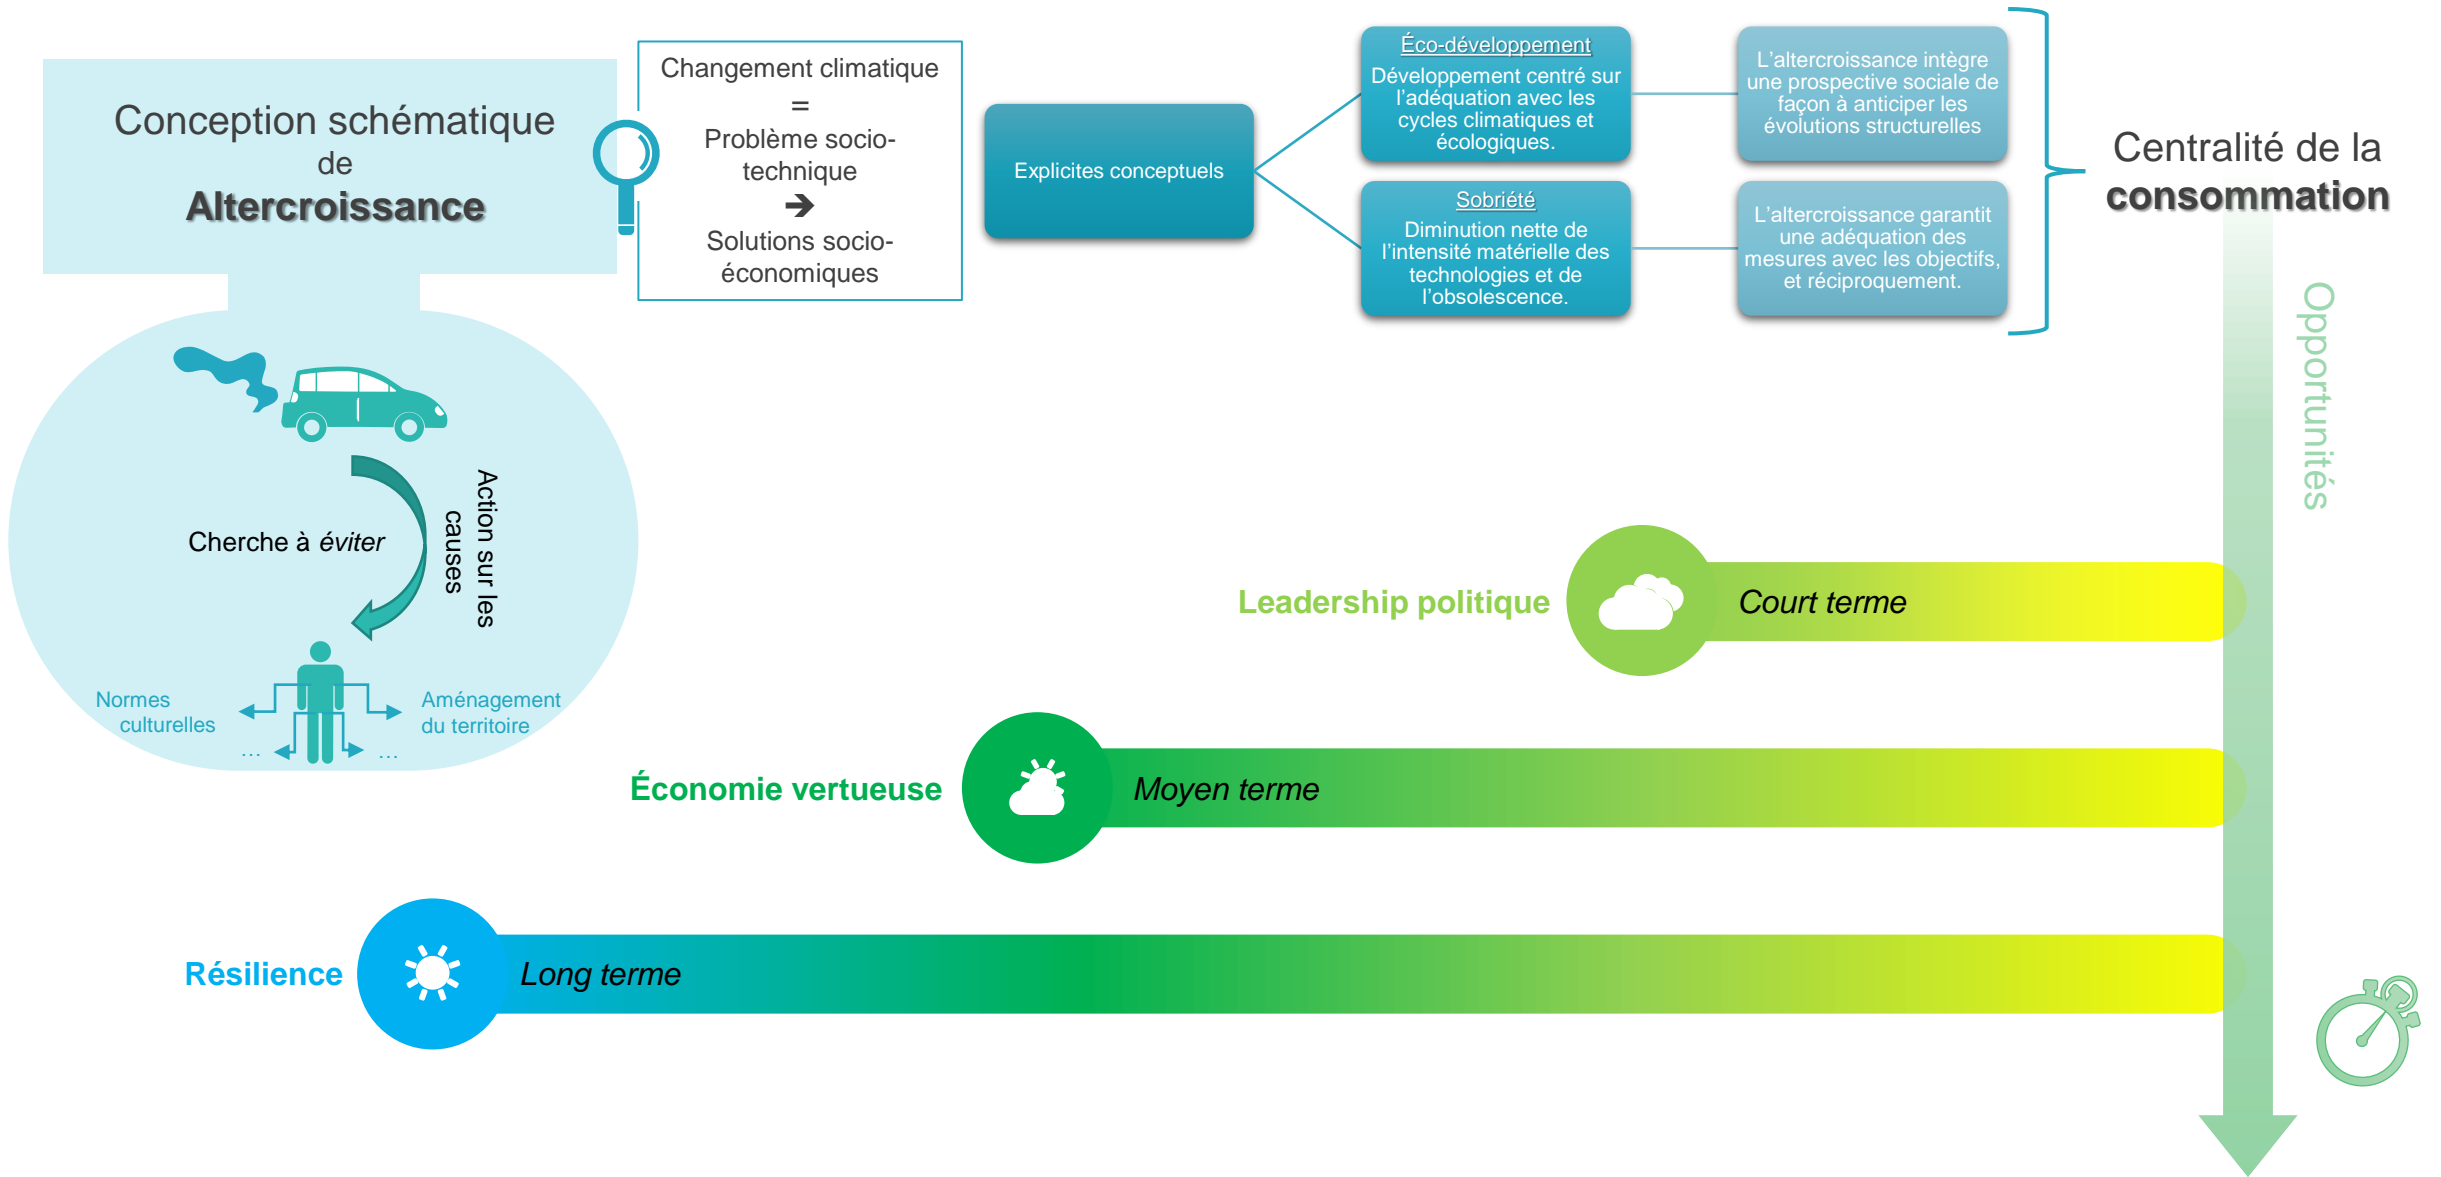 Conception schématique
de
Altercroissance
Changement climatique
=
Problème socio-
technique
➔
Solutions socio-
économiques
Explicites conceptuels
Éco-développement
Développement centré sur
l'adéquation avec les
cycles climatiques et
écologiques.
L'altercroissance intègre
une prospective sociale de
façon à anticiper les
évolutions structurelles
Sobriété
Diminution nette de
l'intensité matérielle des
technologies et de
l'obsolescence.
L'altercroissance garantit
une adéquation des
mesures avec les objectifs,
et réciproquement.
Centralité de la
consommation
Opportunités
Cherche à éviter
Action sur les
causes
Normes
culturelles
...
Aménagement
du territoire
...
Leadership politique
Court terme
Économie vertueuse
Moyen terme
Résilience
Long terme